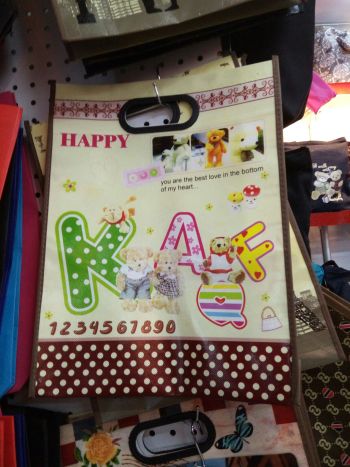 HAPPY
you are the best love in the bottom
of my heart...
KAF
Q
1234567890